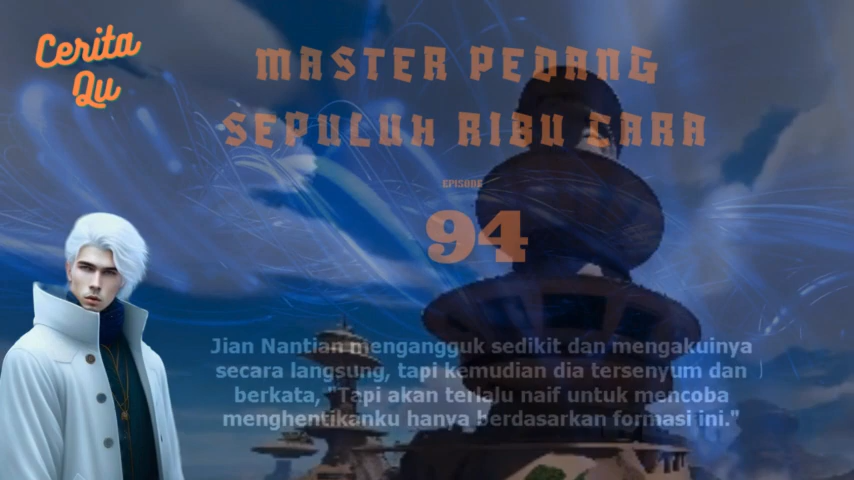 Cerita
Qu
MASTER PEDANG
SEPULUH RIBU CARA
EPISODE
94
Jian Nantian mengangguk sedikit dan mengakuinya
secara langsung, tapi kemudian dia tersenyum dan
berkata, "Tapi akan terlalu naif untuk mencoba
menghentikanku hanya berdasarkan formasi ini."